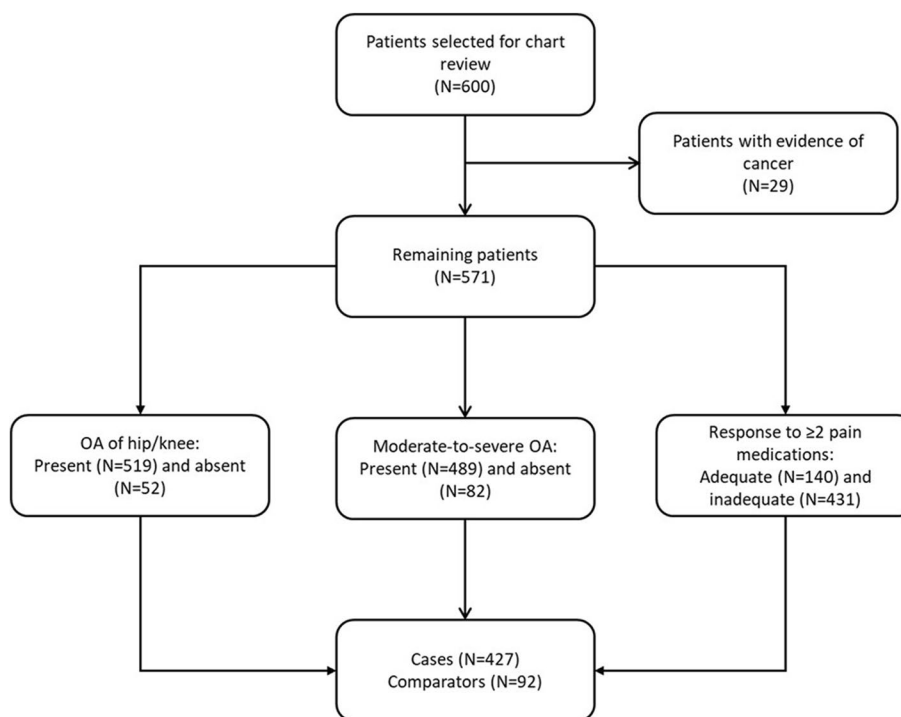 Patients selected for chart
review
(N=600)
Patients with evidence of
cancer
(N=29)
Remaining patients
(N=571)
OA of hip/knee:
Present (N=519) and absent
(N=52)
Moderate-to-severe OA:
Present (N=489) and absent
(N=82)
Response to ≥2 pain
medications:
Adequate (N=140) and
inadequate (N=431)
Cases (N=427)
Comparators (N=92)